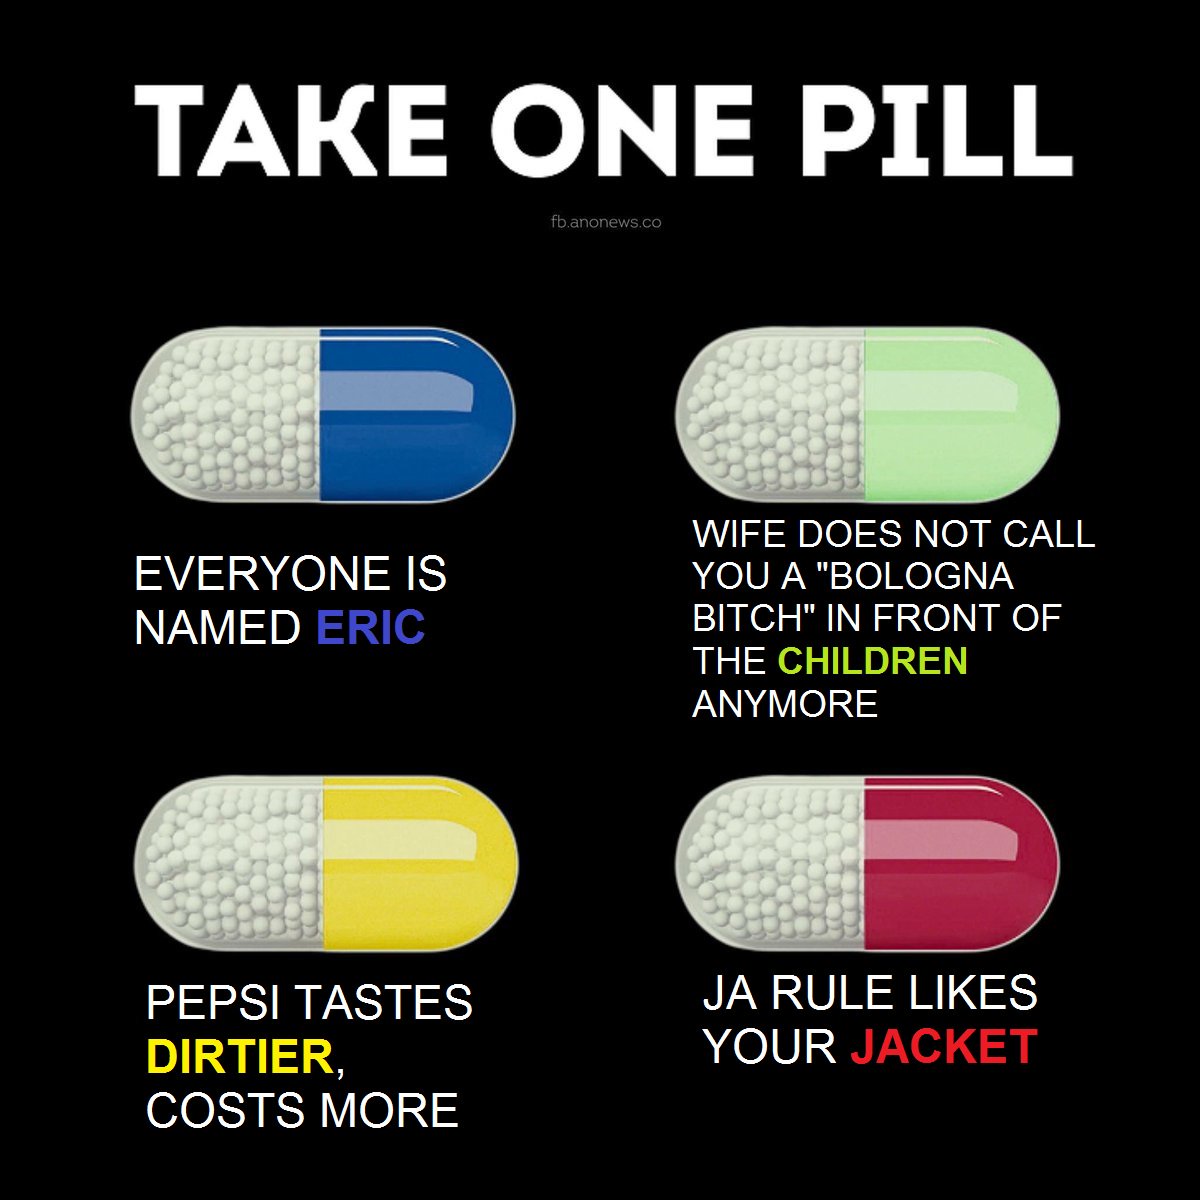 TAKE ONE PILL
fb.anonews.co
EVERYONE IS
NAMED ERIC
WIFE DOES NOT CALL
YOU A "BOLOGNA
BITCH" IN FRONT OF
THE CHILDREN
ANYMORE
PEPSI TASTES
DIRTIER,
COSTS MORE
JA RULE LIKES
YOUR JACKET